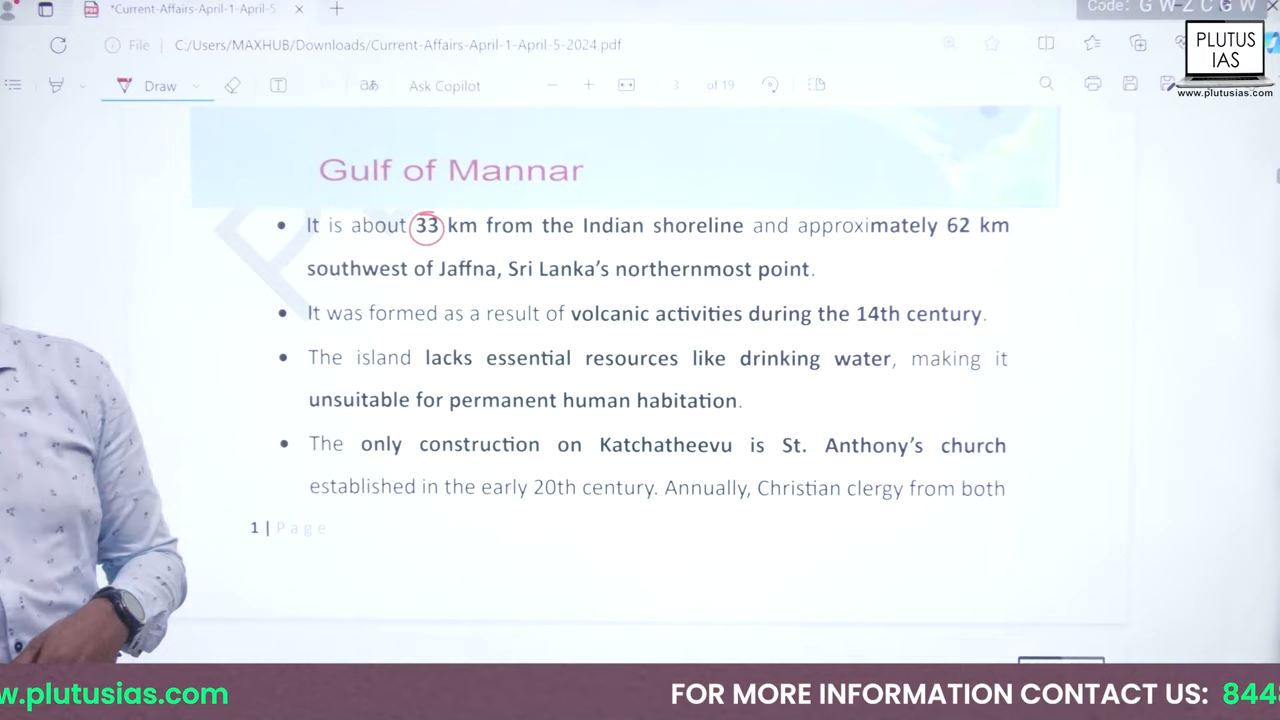 *Current-Affairs-April-1-April-5
Code: G W-Z C G W
File
C:/Users/MAXHUB/Downloads/Current-Affairs-April-1-April-5-2024.pdf
PLUTUS
IAS
www.plutusias.com
Draw
Ask Copilot
3 of 19
Gulf of Mannar
• It is about 33 km from the Indian shoreline and approximately 62 km
southwest of Jaffna, Sri Lanka’s northernmost point.
• It was formed as a result of volcanic activities during the 14th century.
• The island lacks essential resources like drinking water, making it
unsuitable for permanent human habitation.
• The only construction on Katchatheevu is St. Anthony’s church
established in the early 20th century. Annually, Christian clergy from both
1 | Page
w.plutusias.com
FOR MORE INFORMATION CONTACT US: 844